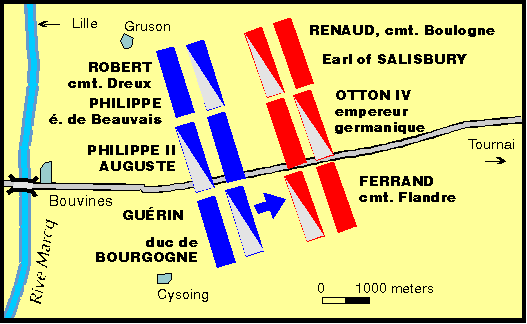 Lille
Gruson
ROBERT
cmt. Dreux
PHILIPPE
é. de Beauvais
PHILIPPE II
AUGUSTE
GUÉRIN
duc de
BOURGOGNE
RENAUD, cmt. Boulogne
Earl of SALISBURY
OTTON IV
empereur
germanique
FERRAND
cmt. Flandre
Tournai
Bouvines
Rive Marcq
Cysoing
0 1000 meters